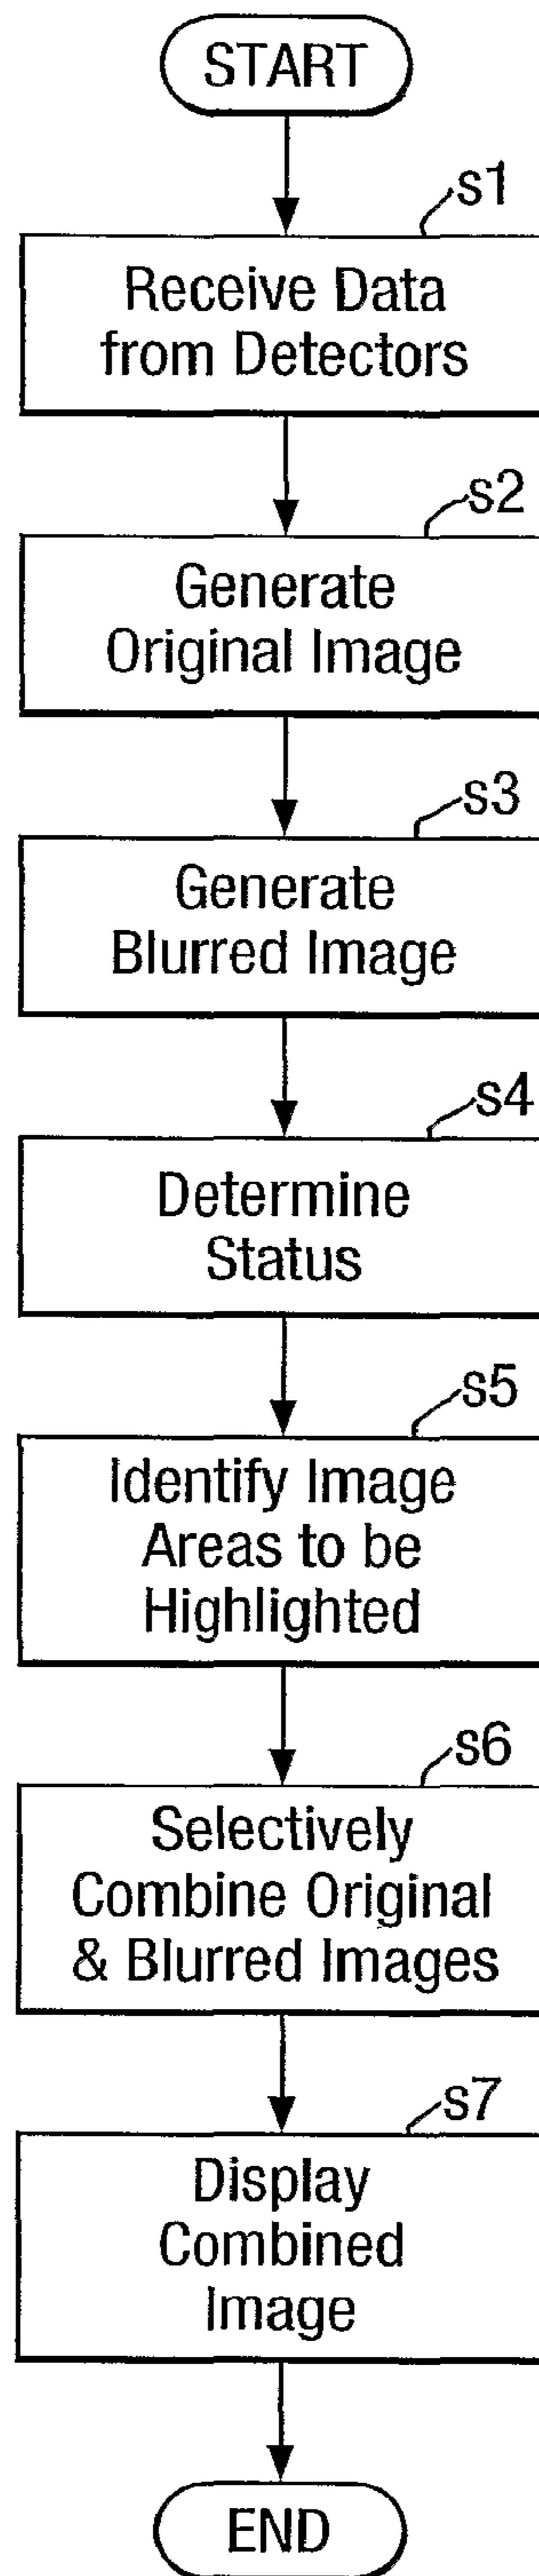 START
s1
Receive Data
from Detectors
s2
Generate
Original Image
s3
Generate
Blurred Image
s4
Determine
Status
s5
Identify Image
Areas to be
Highlighted
s6
Selectively
Combine Original
& Blurred Images
s7
Display
Combined
Image
END